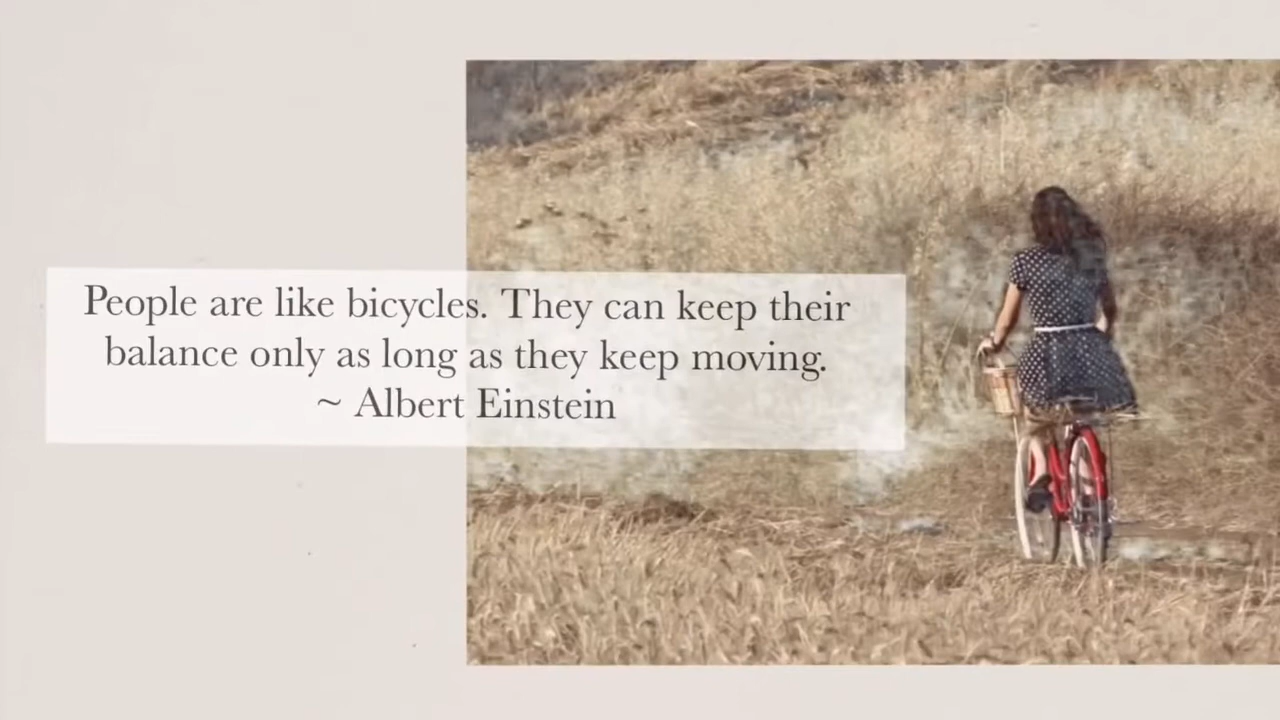 People are like bicycles. They can keep their
balance only as long as they keep moving.
~ Albert Einstein